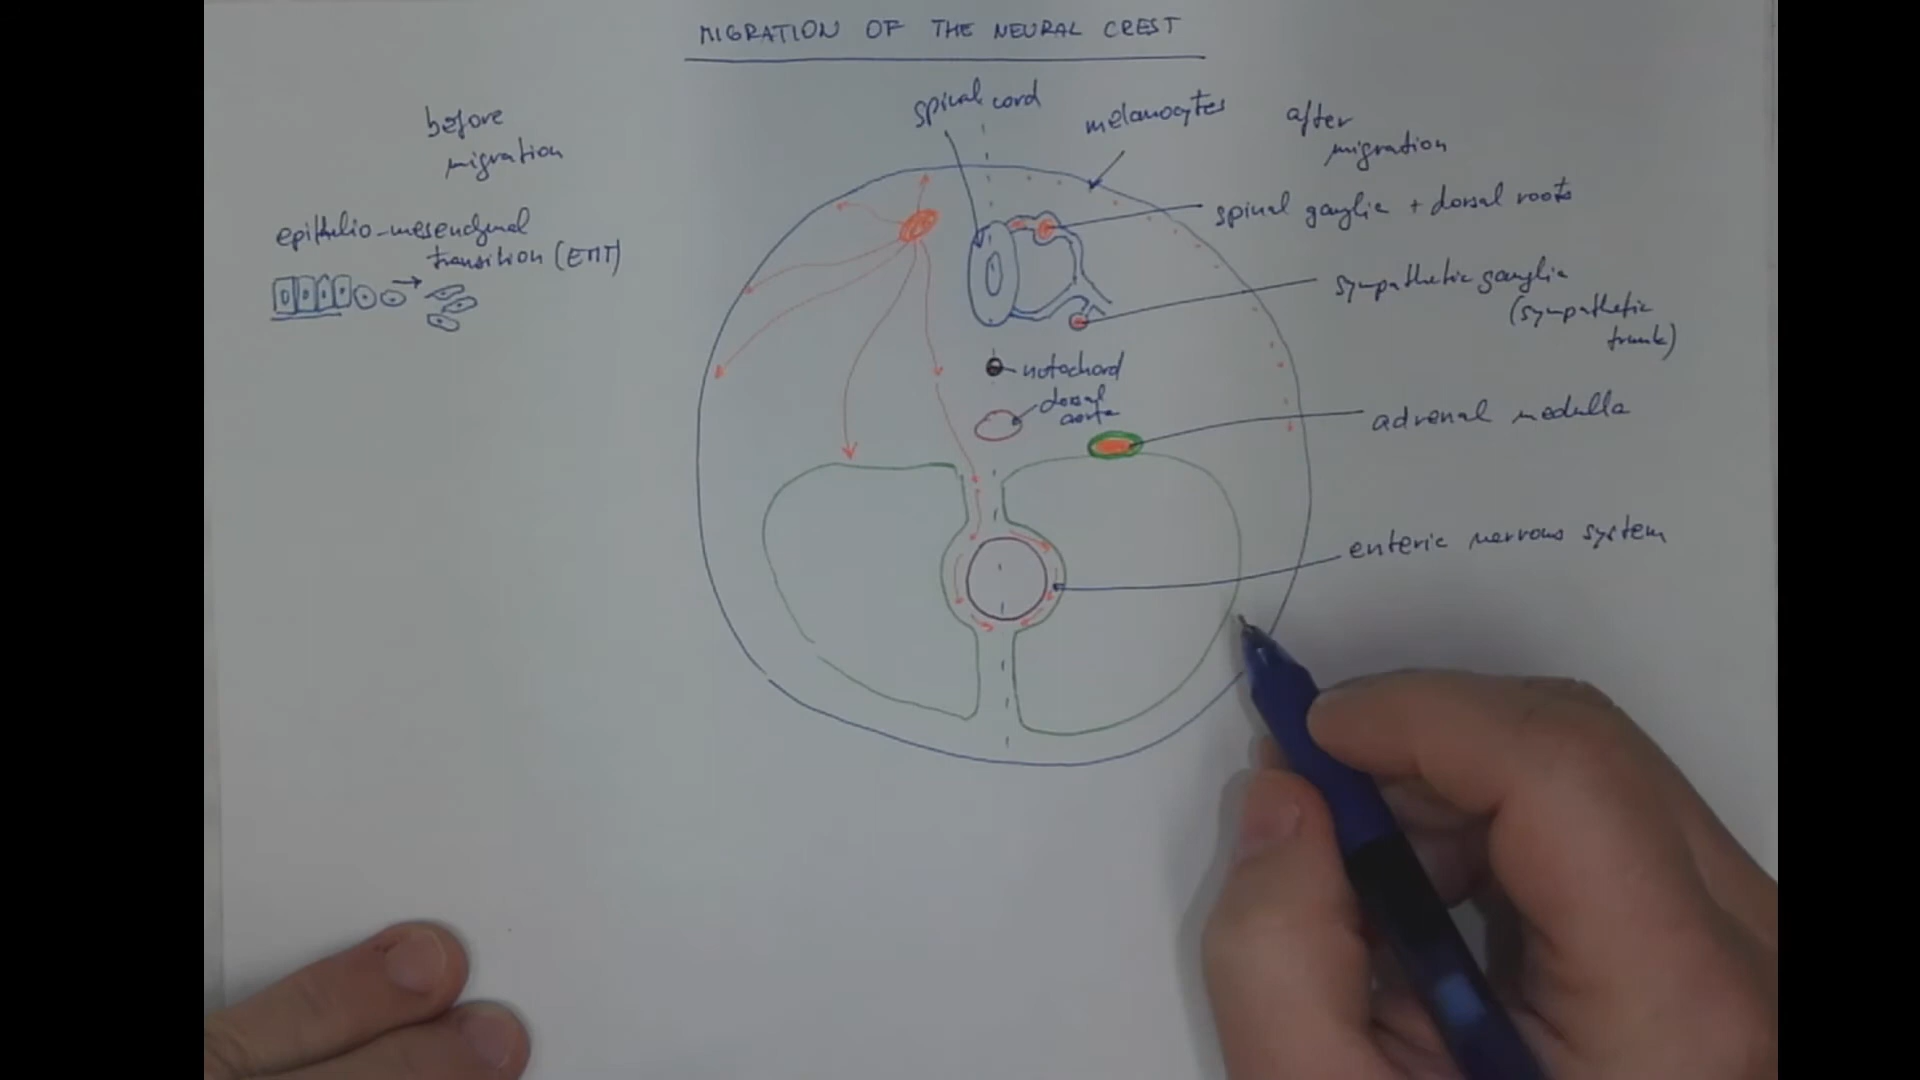 MIGRATION OF THE NEURAL CREST
before
migration
epithelio-mesenchymal
transition (EMT)
spinal cord
melanocytes
after
migration
spinal ganglia + dorsal roots
sympathetic ganglia
(sympathetic
trunk)
notochord
dorsal
aorta
adrenal medulla
enteric nervous system